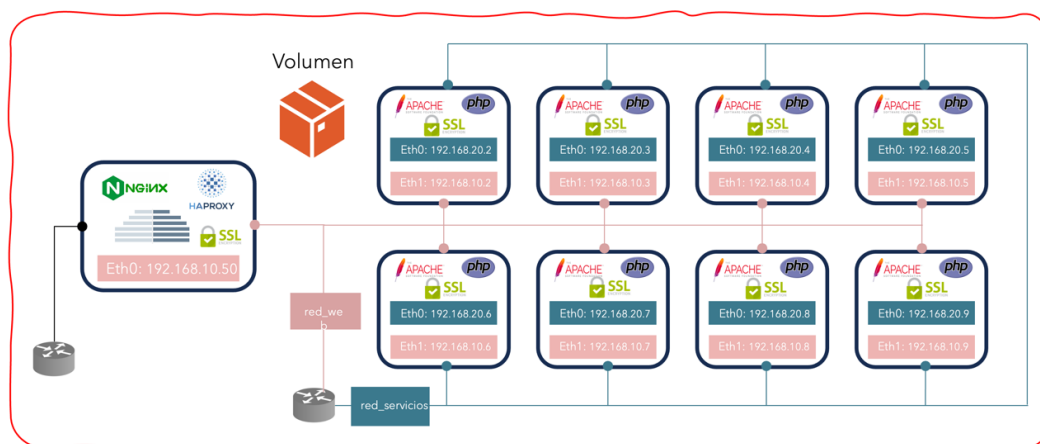 Volumen
APACHE
php
SSL
Eth0: 192.168.20.2
Eth1: 192.168.10.2
APACHE
php
SSL
Eth0: 192.168.20.3
Eth1: 192.168.10.3
APACHE
php
SSL
Eth0: 192.168.20.4
Eth1: 192.168.10.4
APACHE
php
SSL
Eth0: 192.168.20.5
Eth1: 192.168.10.5
NGINX
HAPROXY
SSL
Eth0: 192.168.10.50
red_we
b
red_servicios
APACHE
php
SSL
Eth0: 192.168.20.6
Eth1: 192.168.10.6
APACHE
php
SSL
Eth0: 192.168.20.7
Eth1: 192.168.10.7
APACHE
php
SSL
Eth0: 192.168.20.8
Eth1: 192.168.10.8
APACHE
php
SSL
Eth0: 192.168.20.9
Eth1: 192.168.10.9